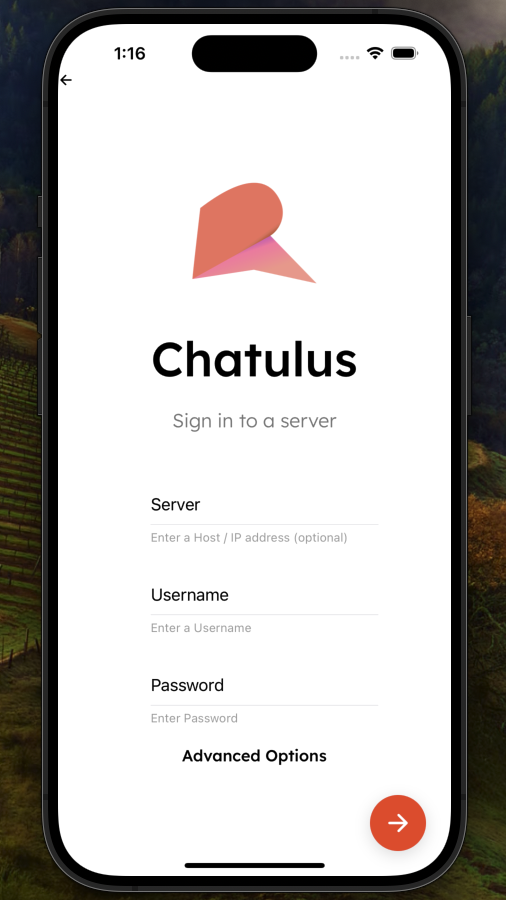 1:16
Chatulus
Sign in to a server
Server
Enter a Host / IP address (optional)
Username
Enter a Username
Password
Enter Password
Advanced Options